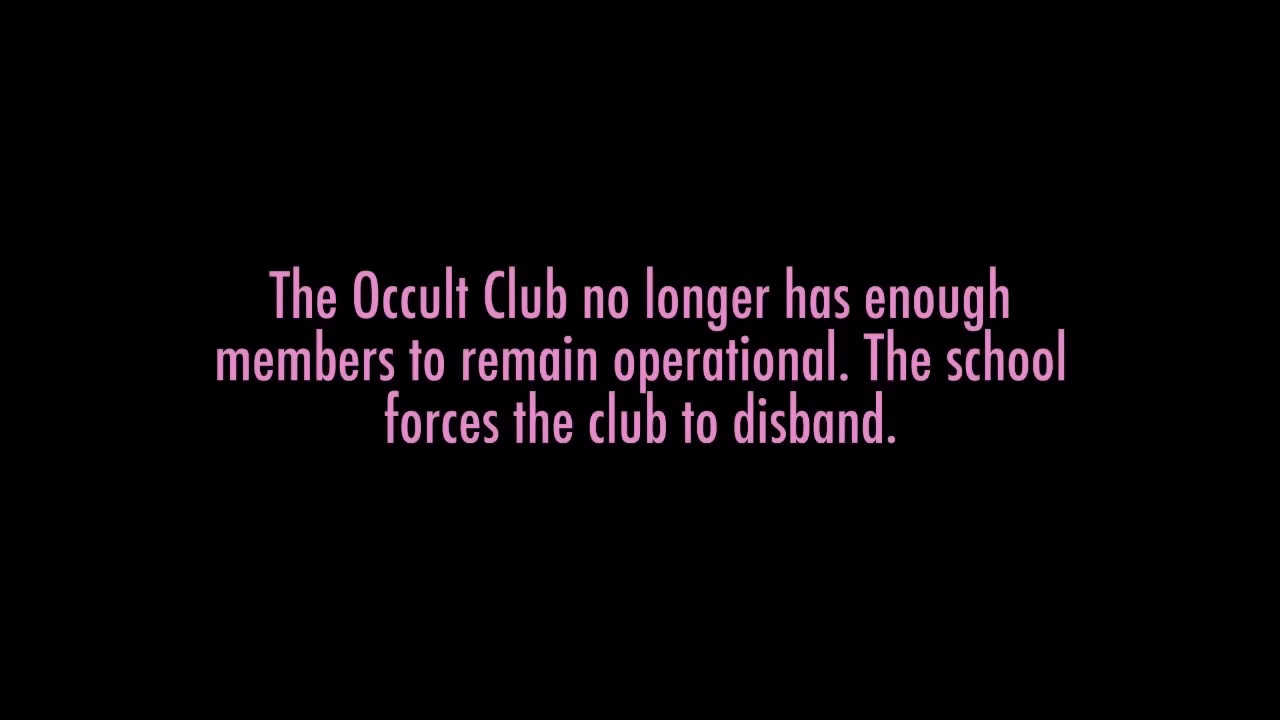 The Occult Club no longer has enough
members to remain operational. The school
forces the club to disband.